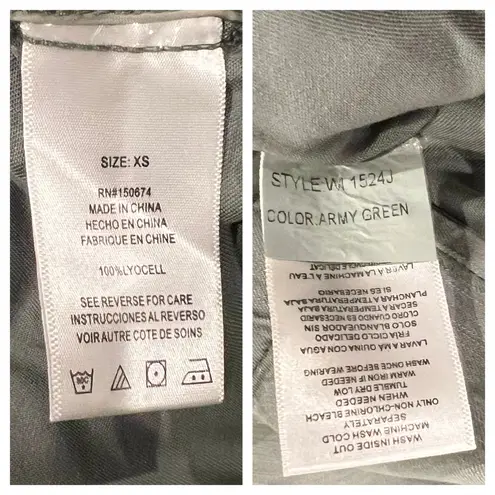 SIZE: XS
RN#150674
MADE IN CHINA
HECHO EN CHINA
FABRIQUE EN CHINE
100%LYOCELL
SEE REVERSE FOR CARE
INSTRUCCIONES AL REVERSO
VOIR AUTRE COTE DE SOINS
STYLE:WL1524J
COLOR:ARMY GREEN
WASH INSIDE OUT
MACHINE WASH COLD
SEPARATELY
ONLY NON-CHLORINE BLEACH
WHEN NEEDED
TUMBLE DRY LOW
WARM IRON IF NEEDED
WASH ONCE BEFORE WEARING
LAVAR A MAQUINA CON AGUA
FRIA CICLO DELICADO
SOLO BLANQUEADOR SIN
CLORO CUANDO ES NECESARIO
SECAR A TEMPERATURA BAJA
PLANCHAR A TEMPERATURA BAJA
SI ES NECESARIO
LAVER A LA MACHINE A L'EAU